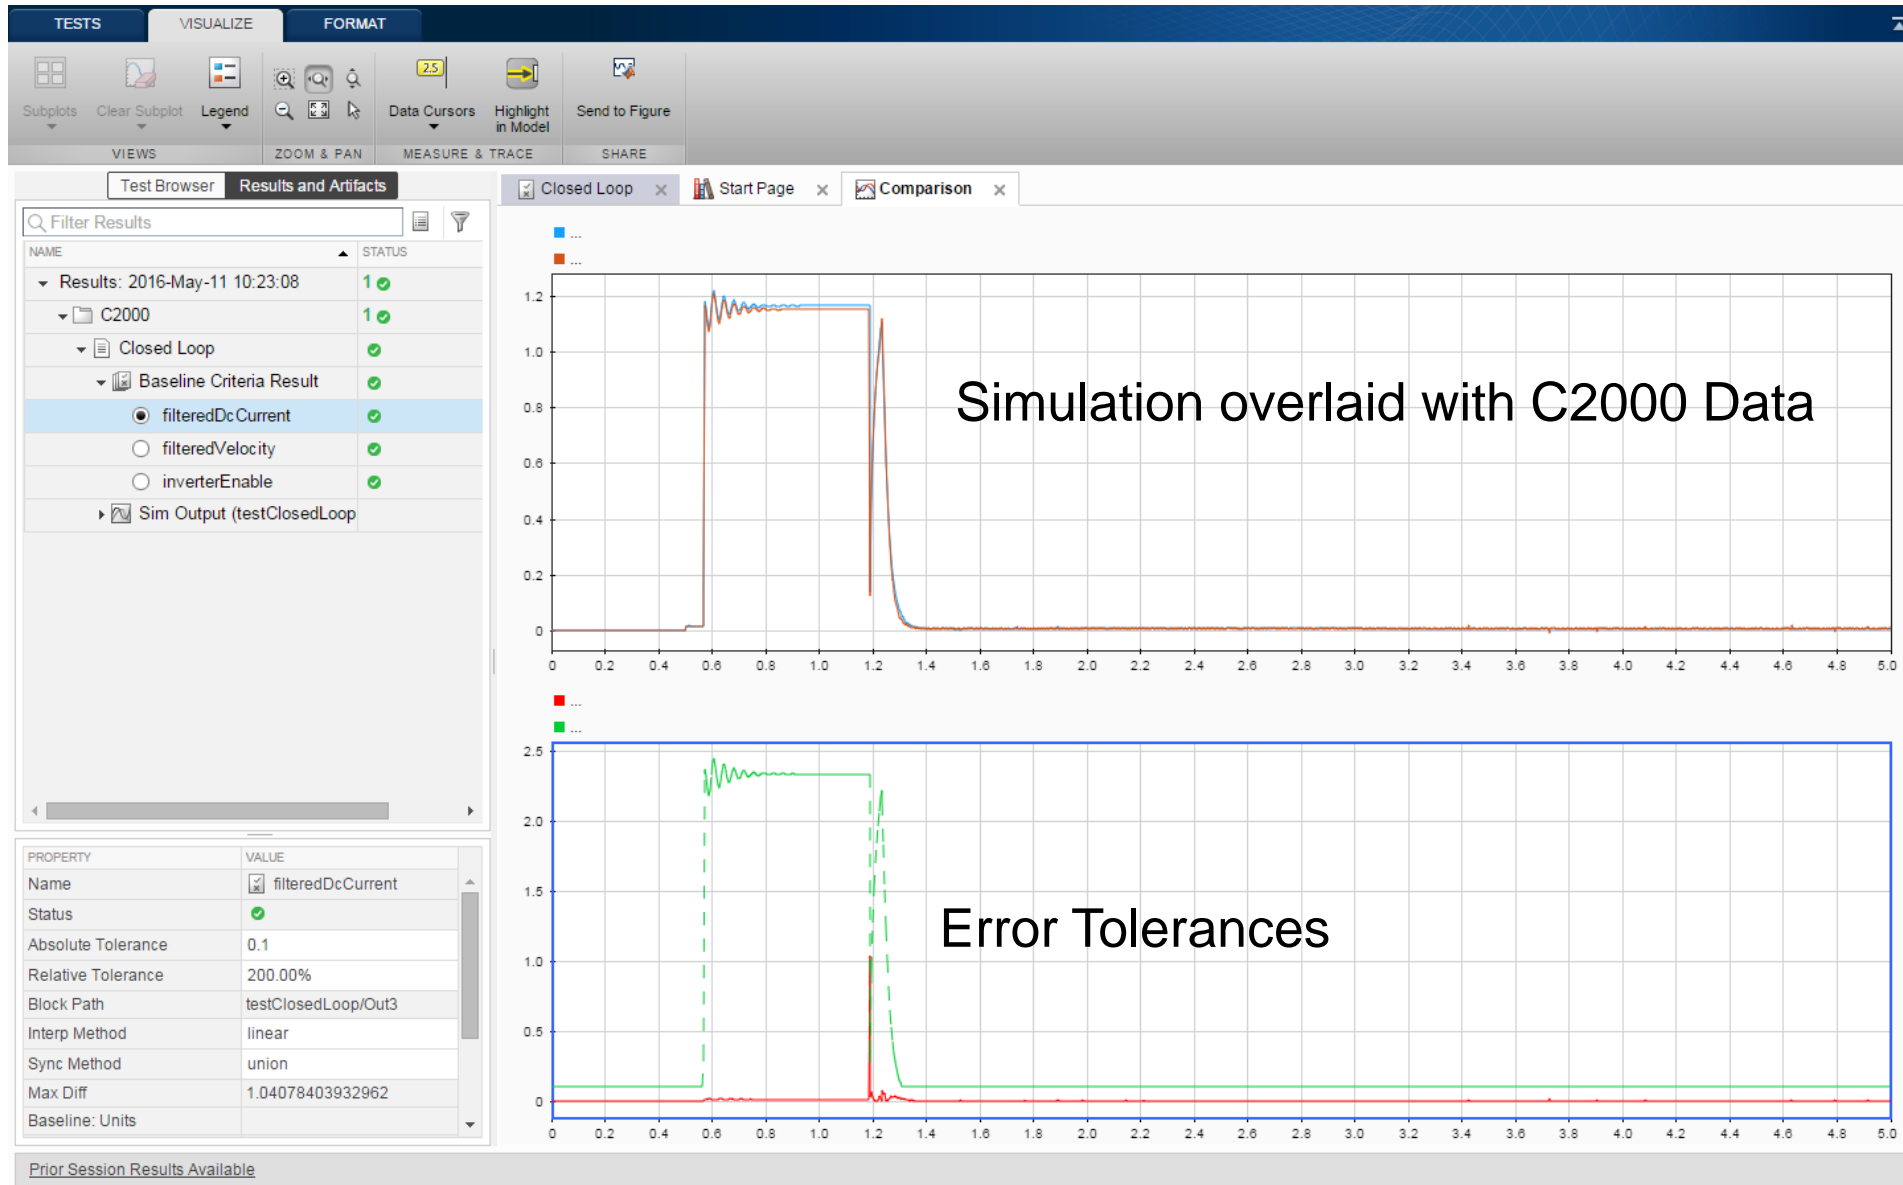 TESTS VISUALIZE FORMAT
2.5
Subplots Clear Subplot Legend Data Cursors Highlight in Model Send to Figure
VIEWS ZOOM & PAN MEASURE & TRACE SHARE
Test Browser Results and Artifacts
Closed Loop Start Page Comparison
Filter Results
NAME STATUS
Results: 2016-May-11 10:23:08 1
C2000 1
Closed Loop
Baseline Criteria Result
filteredDcCurrent
filteredVelocity
inverterEnable
Sim Output (testClosedLoop
PROPERTY VALUE
Name filteredDcCurrent
Status
Absolute Tolerance 0.1
Relative Tolerance 200.00%
Block Path testClosedLoop/Out3
Interp Method linear
Sync Method union
Max Diff 1.04078403932962
Baseline: Units
Prior Session Results Available
...
...
1.2
1.0
0.8
0.6
0.4
0.2
0
Simulation overlaid with C2000 Data
0 0.2 0.4 0.6 0.8 1.0 1.2 1.4 1.6 1.8 2.0 2.2 2.4 2.6 2.8 3.0 3.2 3.4 3.6 3.8 4.0 4.2 4.4 4.6 4.8 5.0
...
...
2.5
2.0
1.5
1.0
0.5
0
Error Tolerances
0 0.2 0.4 0.6 0.8 1.0 1.2 1.4 1.6 1.8 2.0 2.2 2.4 2.6 2.8 3.0 3.2 3.4 3.6 3.8 4.0 4.2 4.4 4.6 4.8 5.0